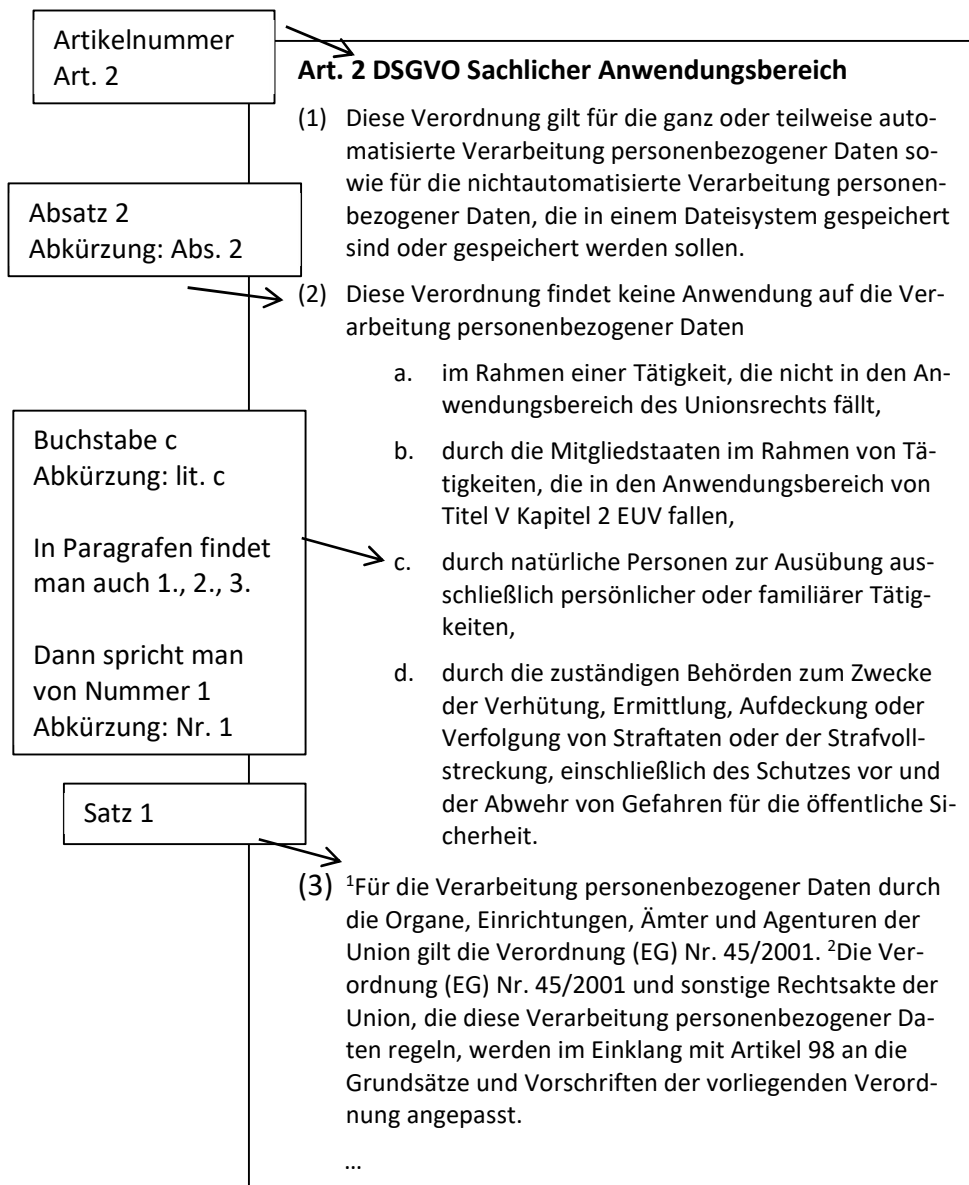 Artikelnummer
Art. 2
Art. 2 DSGVO Sachlicher Anwendungsbereich
(1) Diese Verordnung gilt für die ganz oder teilweise auto-
matisierte Verarbeitung personenbezogener Daten so-
wie für die nichtautomatisierte Verarbeitung personen-
bezogener Daten, die in einem Dateisystem gespeichert
sind oder gespeichert werden sollen.
Absatz 2
Abkürzung: Abs. 2
(2) Diese Verordnung findet keine Anwendung auf die Ver-
arbeitung personenbezogener Daten
a. im Rahmen einer Tätigkeit, die nicht in den An-
wendungsbereich des Unionsrechts fällt,
b. durch die Mitgliedstaaten im Rahmen von Tä-
tigkeiten, die in den Anwendungsbereich von
Titel V Kapitel 2 EUV fallen,
Buchstabe c
Abkürzung: lit. c
In Paragrafen findet
man auch 1., 2., 3.
Dann spricht man
von Nummer 1
Abkürzung: Nr. 1
c. durch natürliche Personen zur Ausübung aus-
schließlich persönlicher oder familiärer Tätig-
keiten,
d. durch die zuständigen Behörden zum Zwecke
der Verhütung, Ermittlung, Aufdeckung oder
Verfolgung von Straftaten oder der Strafvoll-
streckung, einschließlich des Schutzes vor und
der Abwehr von Gefahren für die öffentliche Si-
cherheit.
Satz 1
(3) ¹Für die Verarbeitung personenbezogener Daten durch
die Organe, Einrichtungen, Ämter und Agenturen der
Union gilt die Verordnung (EG) Nr. 45/2001. ²Die Ver-
ordnung (EG) Nr. 45/2001 und sonstige Rechtsakte der
Union, die diese Verarbeitung personenbezogener Da-
ten regeln, werden im Einklang mit Artikel 98 an die
Grundsätze und Vorschriften der vorliegenden Verord-
nung angepasst.
…